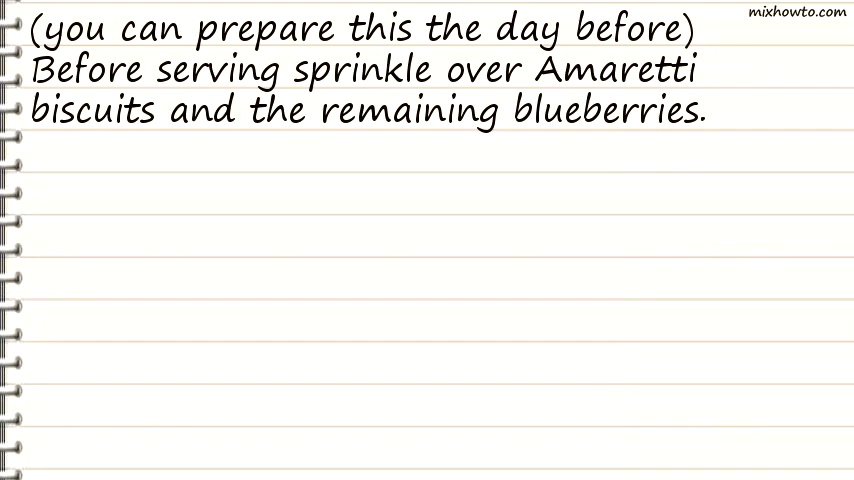 mixhowto.com
(you can prepare this the day before)
Before serving sprinkle over Amaretti
biscuits and the remaining blueberries.